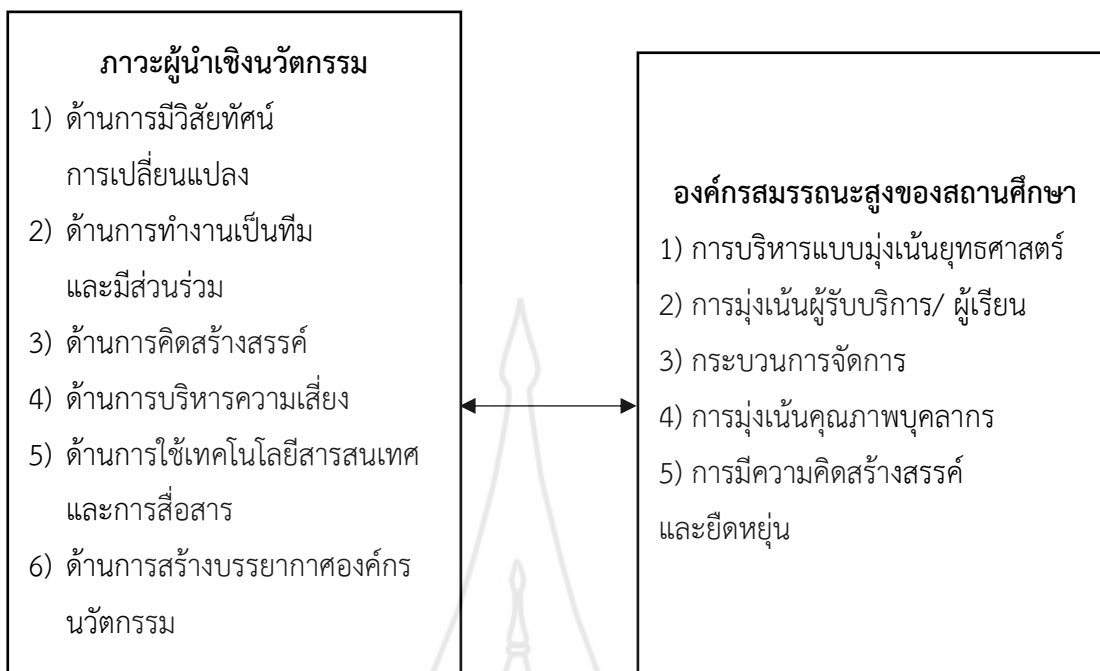 ภาวะผู้นำเชิงนวัตกรรม
1) ด้านการมีวิสัยทัศน์
การเปลี่ยนแปลง
2) ด้านการทำงานเป็นทีม
และมีส่วนร่วม
3) ด้านการคิดสร้างสรรค์
4) ด้านการบริหารความเสี่ยง
5) ด้านการใช้เทคโนโลยีสารสนเทศ
และการสื่อสาร
6) ด้านการสร้างบรรยากาศองค์กร
นวัตกรรม
องค์กรสมรรถนะสูงของสถานศึกษา
1) การบริหารแบบมุ่งเน้นยุทธศาสตร์
2) การมุ่งเน้นผู้รับบริการ/ ผู้เรียน
3) กระบวนการจัดการ
4) การมุ่งเน้นคุณภาพบุคลากร
5) การมีความคิดสร้างสรรค์
และยืดหยุ่น